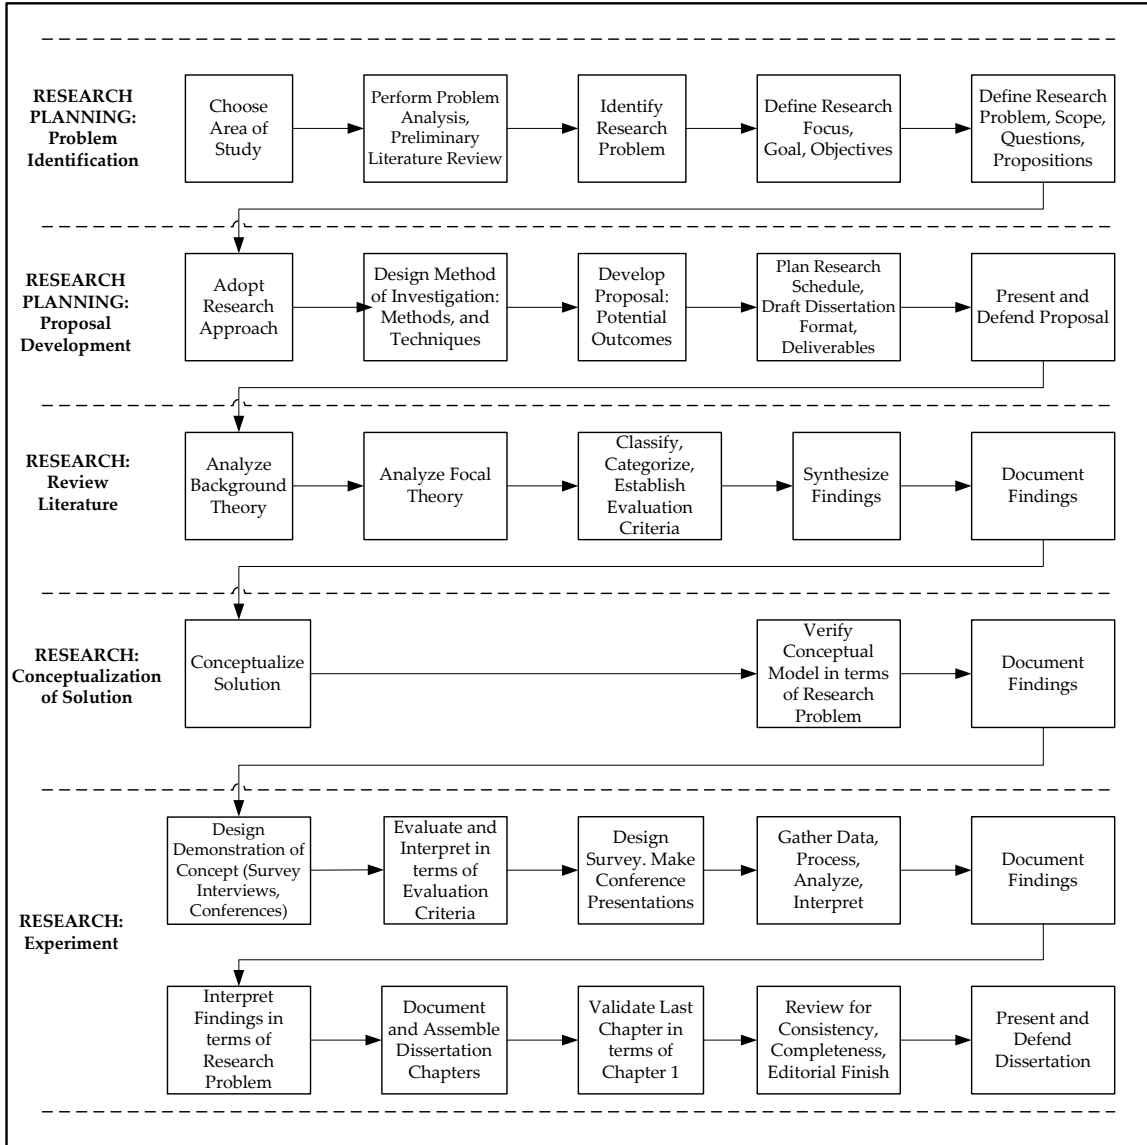 RESEARCH
PLANNING:
Problem
Identification
Choose
Area of
Study
Perform Problem
Analysis,
Preliminary
Literature Review
Identify
Research
Problem
Define Research
Focus,
Goal, Objectives
Define Research
Problem, Scope,
Questions,
Propositions
RESEARCH
PLANNING:
Proposal
Development
Adopt
Research
Approach
Design Method
of Investigation:
Methods, and
Techniques
Develop
Proposal:
Potential
Outcomes
Plan Research
Schedule,
Draft Dissertation
Format,
Deliverables
Present and
Defend Proposal
RESEARCH:
Review
Literature
Analyze
Background
Theory
Analyze Focal
Theory
Classify,
Categorize,
Establish
Evaluation
Criteria
Synthesize
Findings
Document
Findings
RESEARCH:
Conceptualization
of Solution
Conceptualize
Solution
Verify
Conceptual
Model in terms
of Research
Problem
Document
Findings
RESEARCH:
Experiment
Design
Demonstration of
Concept (Survey
Interviews,
Conferences)
Evaluate and
Interpret in
terms of
Evaluation
Criteria
Design
Survey. Make
Conference
Presentations
Gather Data,
Process,
Analyze,
Interpret
Document
Findings
Interpret
Findings in
terms of
Research
Problem
Document
and Assemble
Dissertation
Chapters
Validate Last
Chapter in
terms of
Chapter 1
Review for
Consistency,
Completeness,
Editorial Finish
Present and
Defend
Dissertation